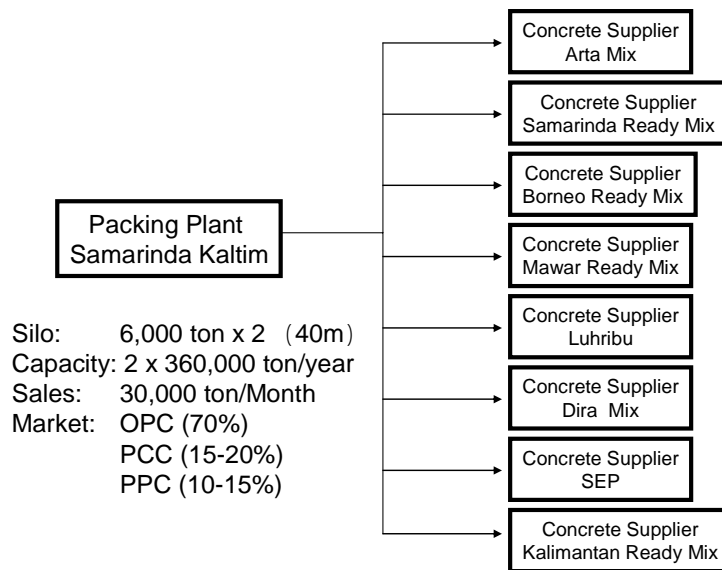 Packing Plant
Samarinda Kaltim
Silo: 6,000 ton x 2 （40m）
Capacity: 2 x 360,000 ton/year
Sales: 30,000 ton/Month
Market: OPC (70%)
PCC (15-20%)
PPC (10-15%)
Concrete Supplier
Arta Mix
Concrete Supplier
Samarinda Ready Mix
Concrete Supplier
Borneo Ready Mix
Concrete Supplier
Mawar Ready Mix
Concrete Supplier
Luhribu
Concrete Supplier
Dira Mix
Concrete Supplier
SEP
Concrete Supplier
Kalimantan Ready Mix